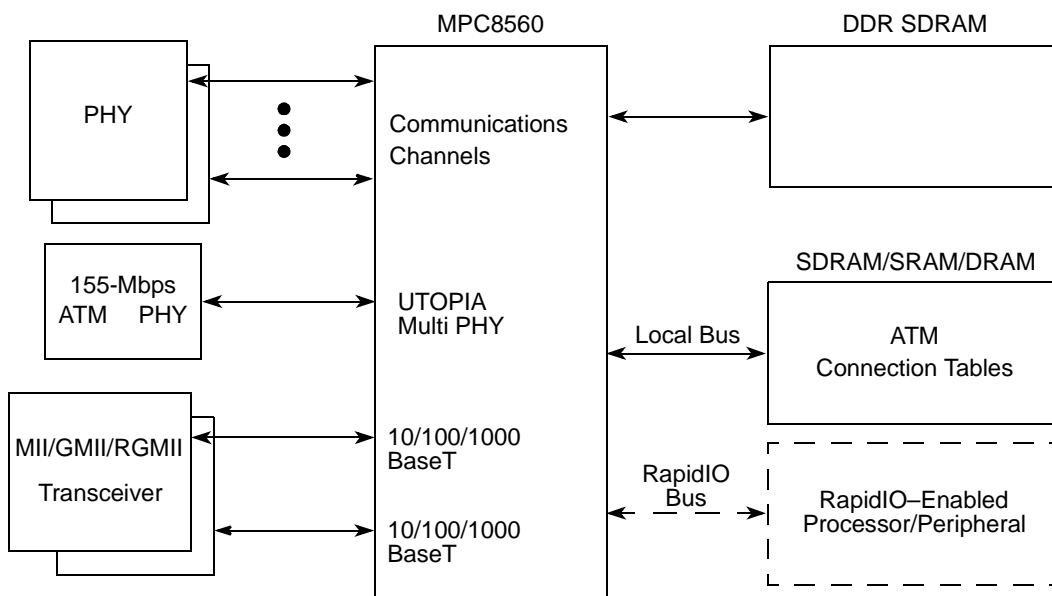 MPC8560
DDR SDRAM
PHY
Communications
Channels
155-Mbps
ATM PHY
UTOPIA
Multi PHY
SDRAM/SRAM/DRAM
Local Bus
ATM
Connection Tables
MII/GMII/RGMII
Transceiver
10/100/1000
BaseT
10/100/1000
BaseT
RapidIO
Bus
RapidIO–Enabled
Processor/Peripheral